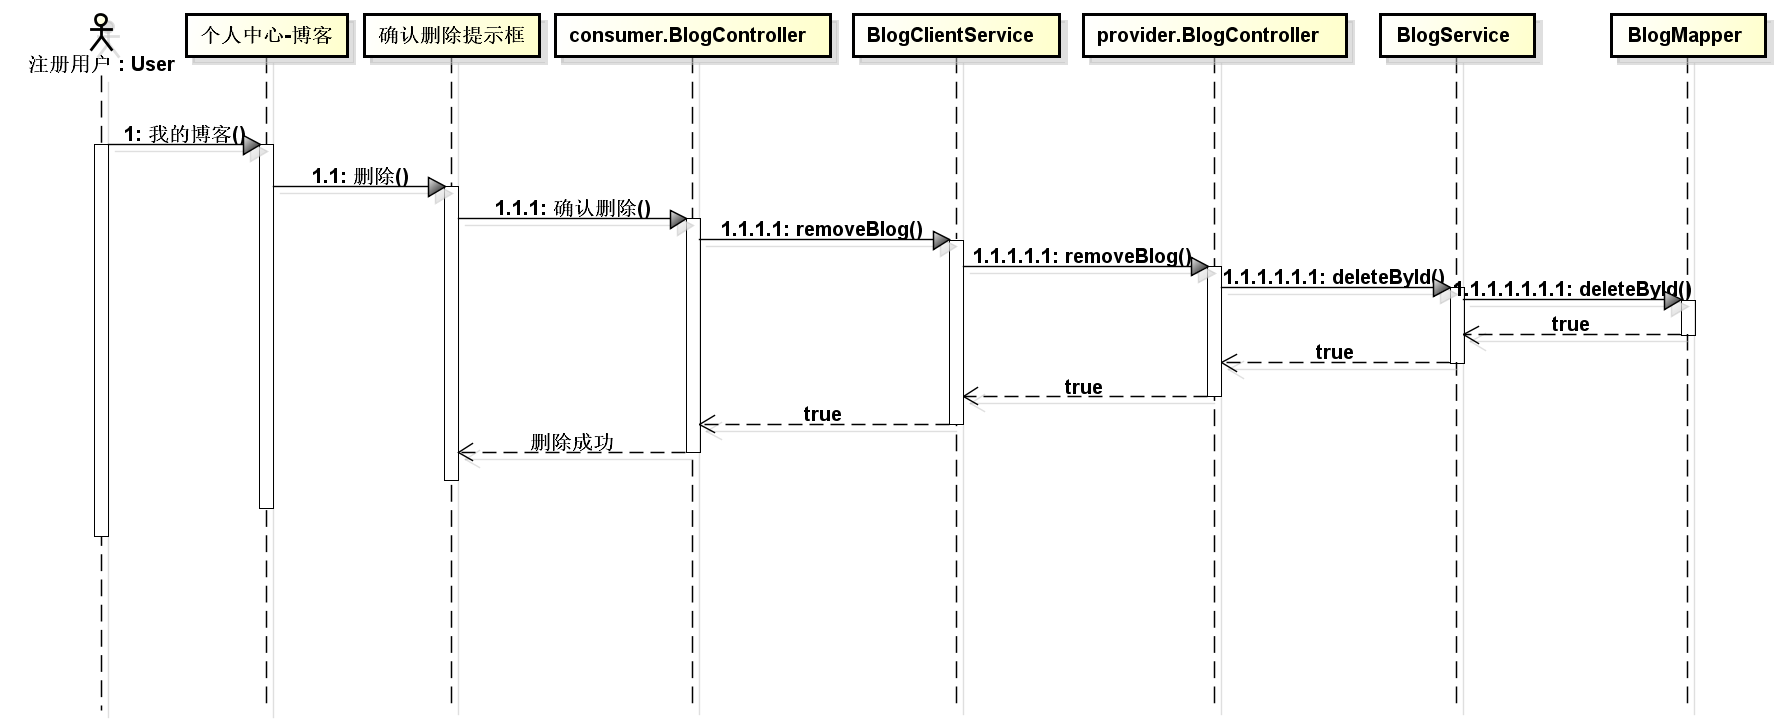 个人中心-博客
确认删除提示框
consumer.BlogController
BlogClientService
provider.BlogController
BlogService
BlogMapper
注册用户 : User
1: 我的博客()
1.1: 删除()
1.1.1: 确认删除()
1.1.1.1: removeBlog()
1.1.1.1.1: removeBlog()
1.1.1.1.1.1: deleteById()
1.1.1.1.1.1.1: deleteById()
true
true
true
true
删除成功